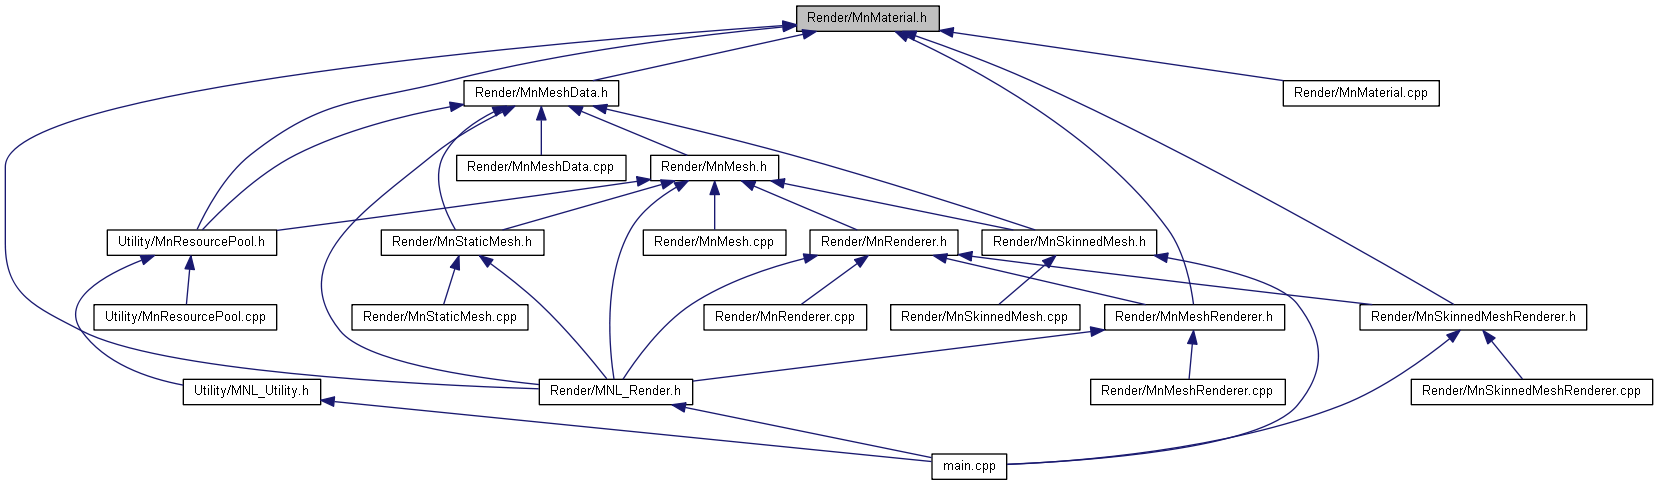 Render/MnMaterial.h
Render/MnMeshData.h
Render/MnMaterial.cpp
Render/MnMeshData.cpp
Render/MnMesh.h
Utility/MnResourcePool.h
Render/MnStaticMesh.h
Render/MnMesh.cpp
Render/MnRenderer.h
Render/MnSkinnedMesh.h
Utility/MnResourcePool.cpp
Render/MnStaticMesh.cpp
Render/MnRenderer.cpp
Render/MnSkinnedMesh.cpp
Render/MnMeshRenderer.h
Render/MnSkinnedMeshRenderer.h
Utility/MNL_Utility.h
Render/MNL_Render.h
Render/MnMeshRenderer.cpp
Render/MnSkinnedMeshRenderer.cpp
main.cpp